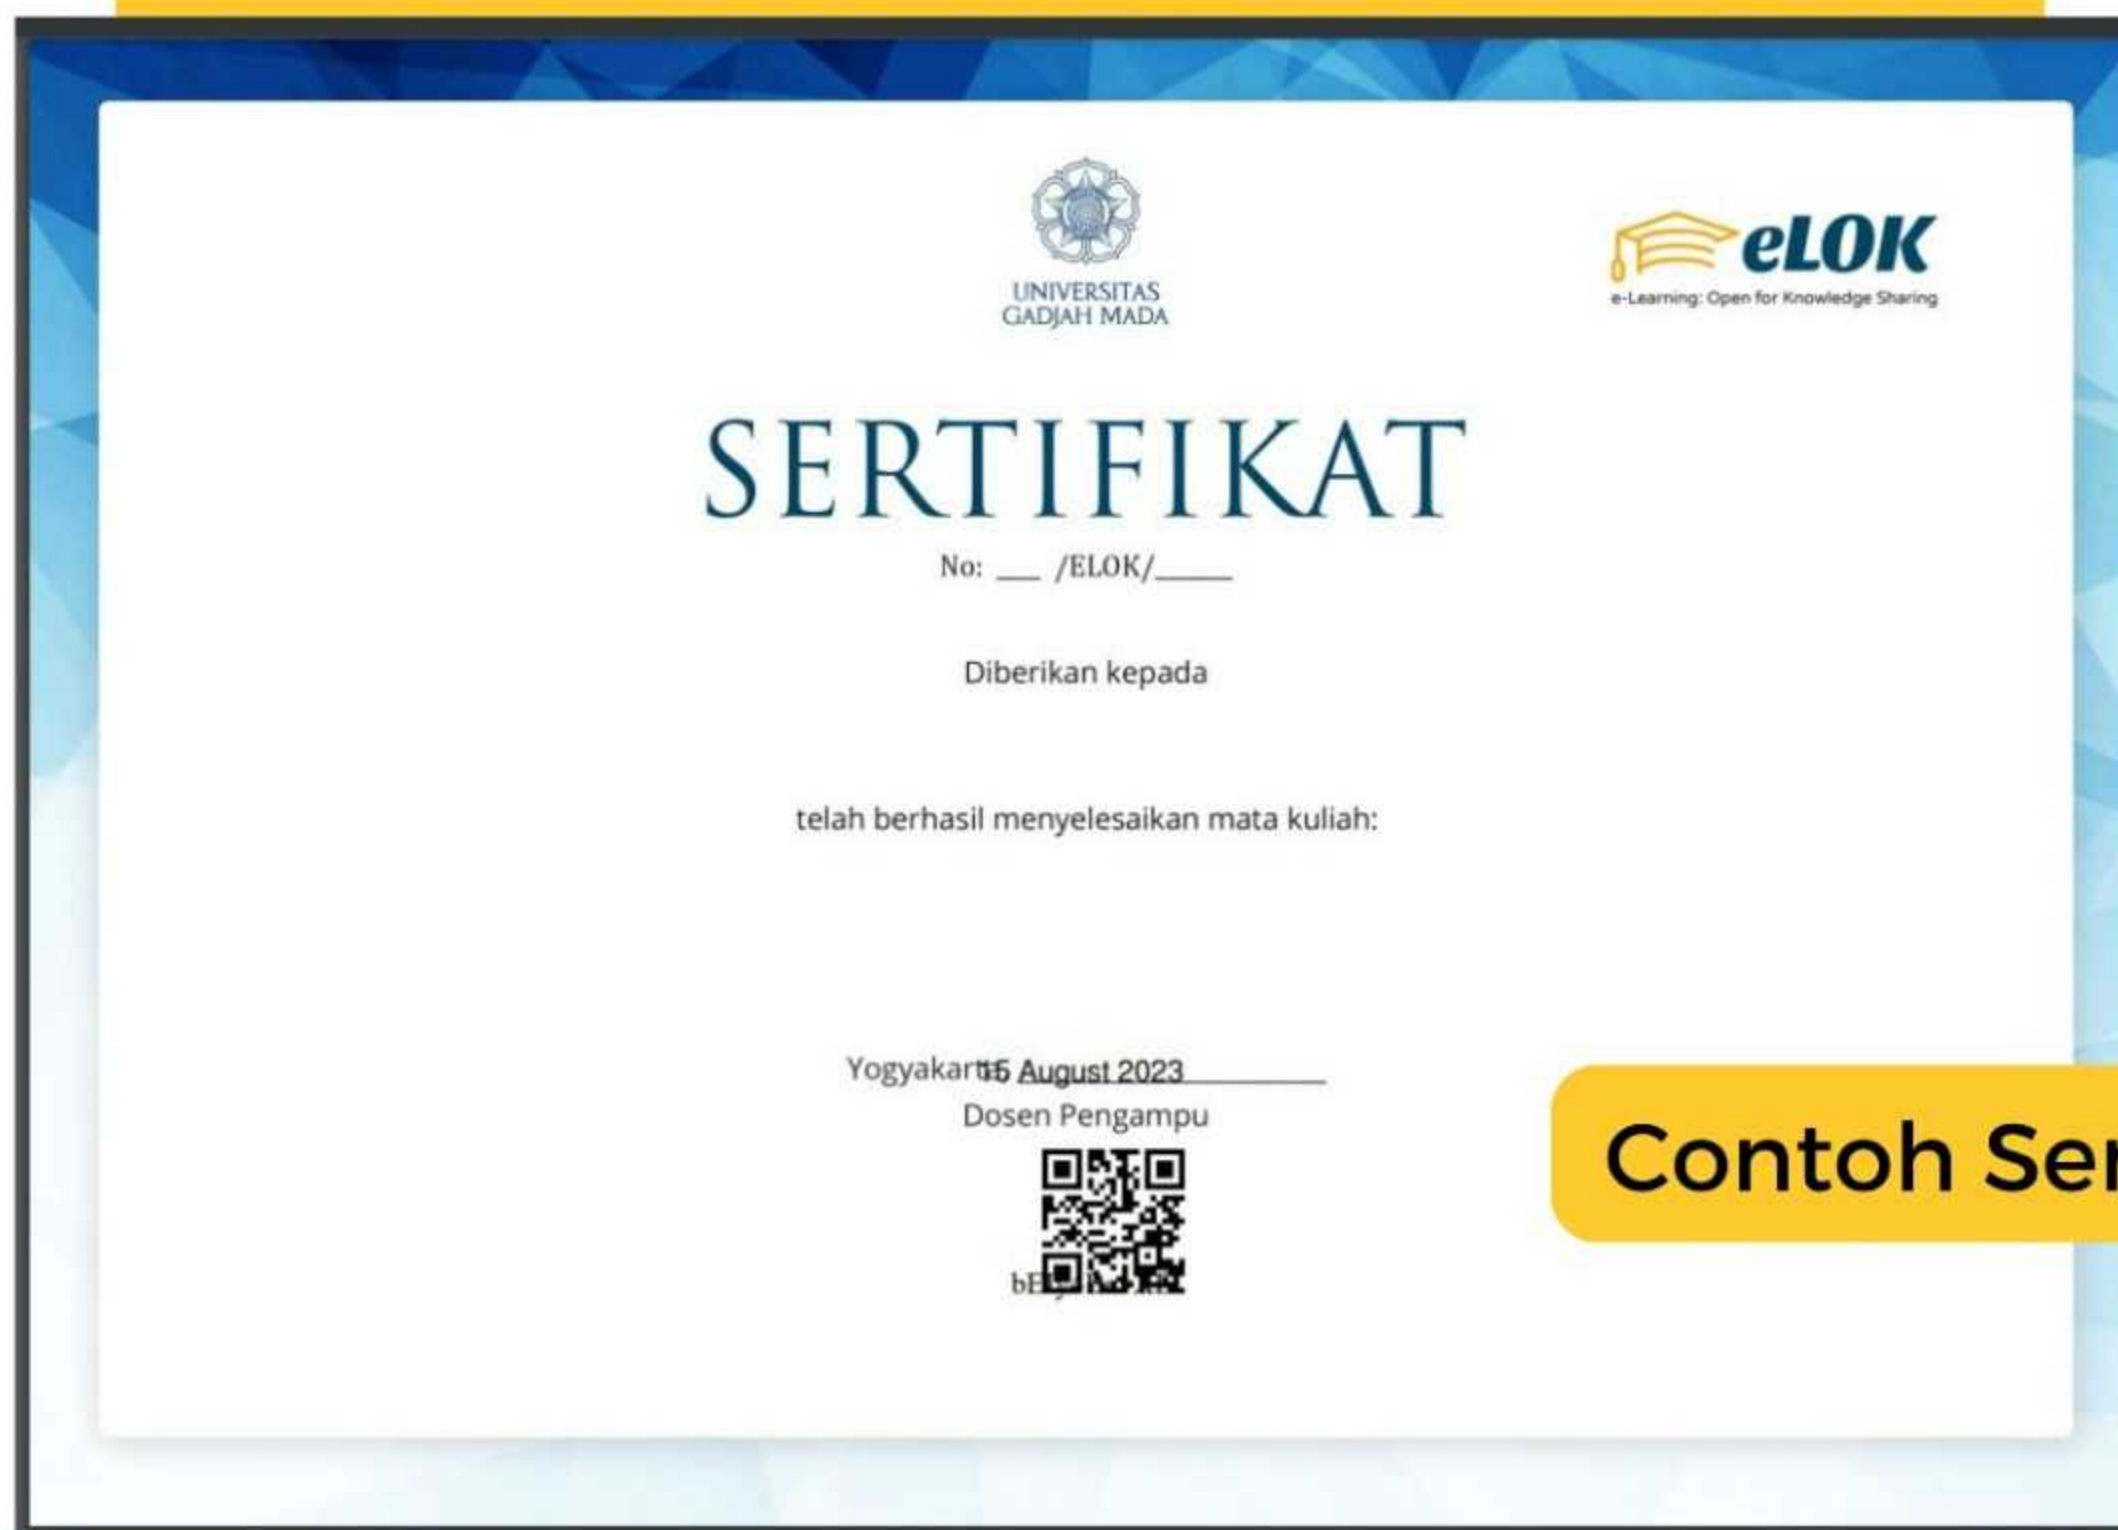 UNIVERSITAS
GADJAH MADA
eLOK
e-Learning: Open for Knowledge Sharing
SERTIFIKAT
No: ___ /ELOK/_____
Diberikan kepada
telah berhasil menyelesaikan mata kuliah:
15 August 2023
Dosen Pengampu
Contoh Ser